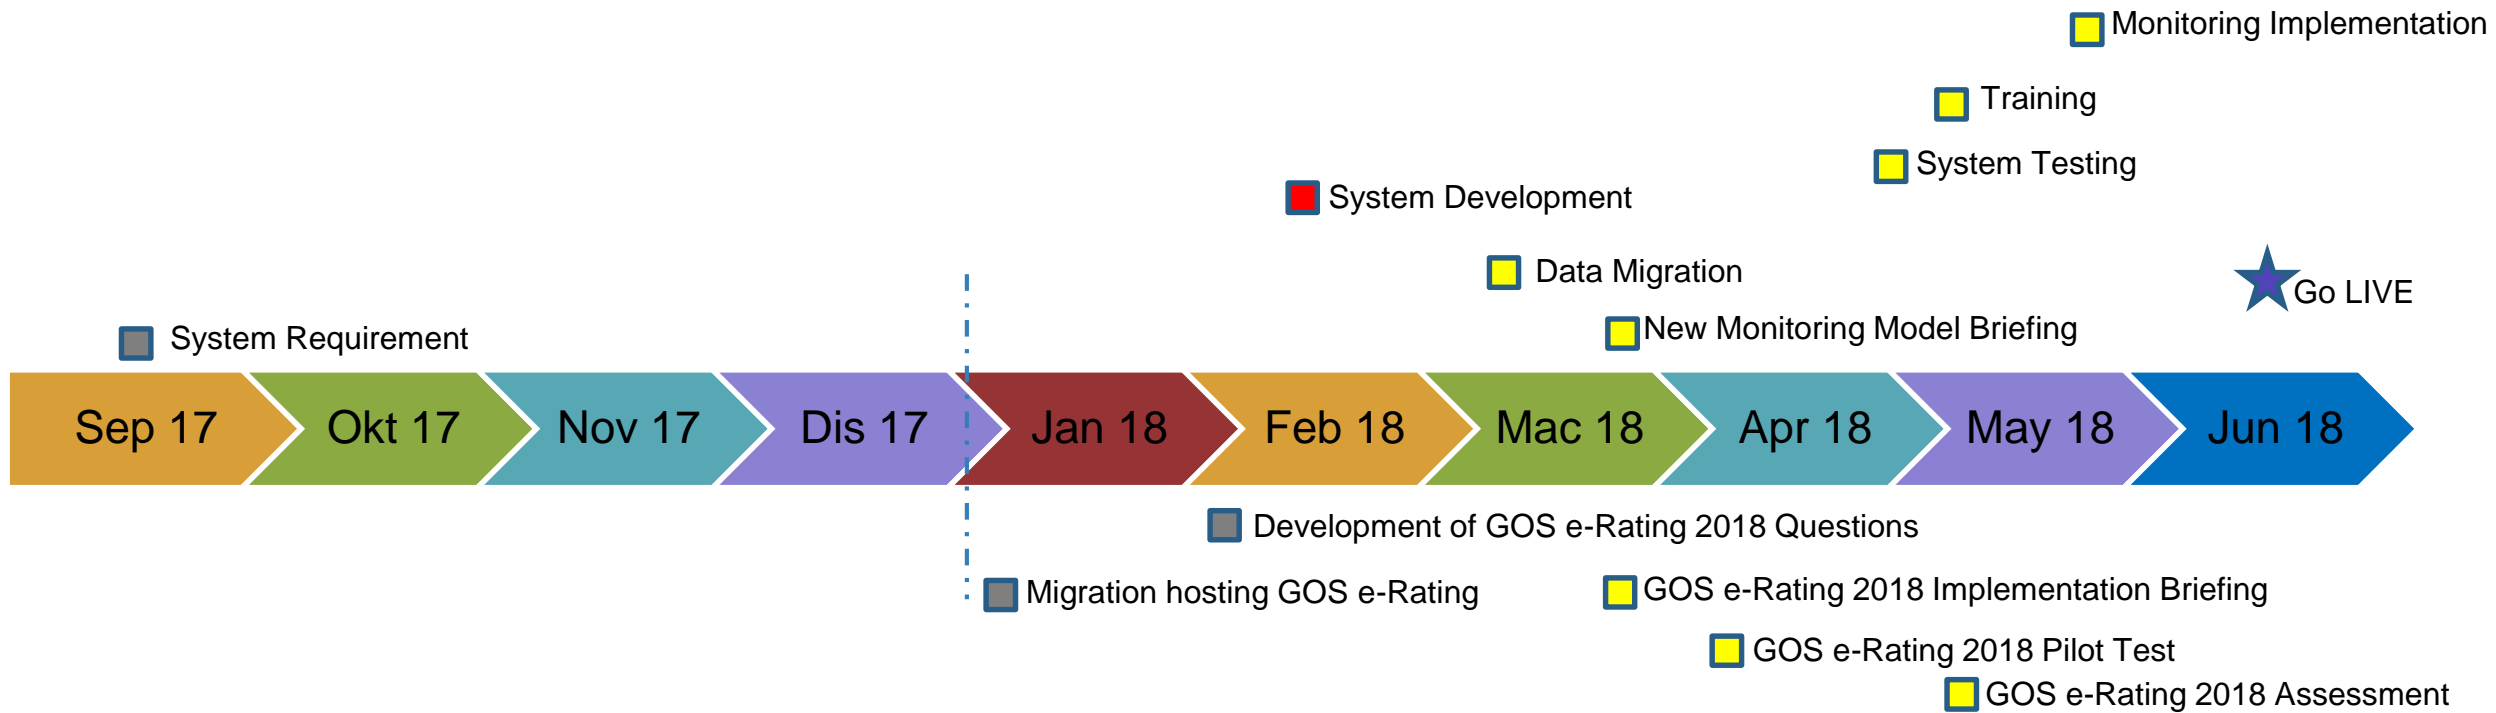 Monitoring Implementation
Training
System Testing
System Development
Data Migration
Go LIVE
New Monitoring Model Briefing
System Requirement
Sep 17
Okt 17
Nov 17
Dis 17
Jan 18
Feb 18
Mac 18
Apr 18
May 18
Jun 18
Development of GOS e-Rating 2018 Questions
Migration hosting GOS e-Rating
GOS e-Rating 2018 Implementation Briefing
GOS e-Rating 2018 Pilot Test
GOS e-Rating 2018 Assessment